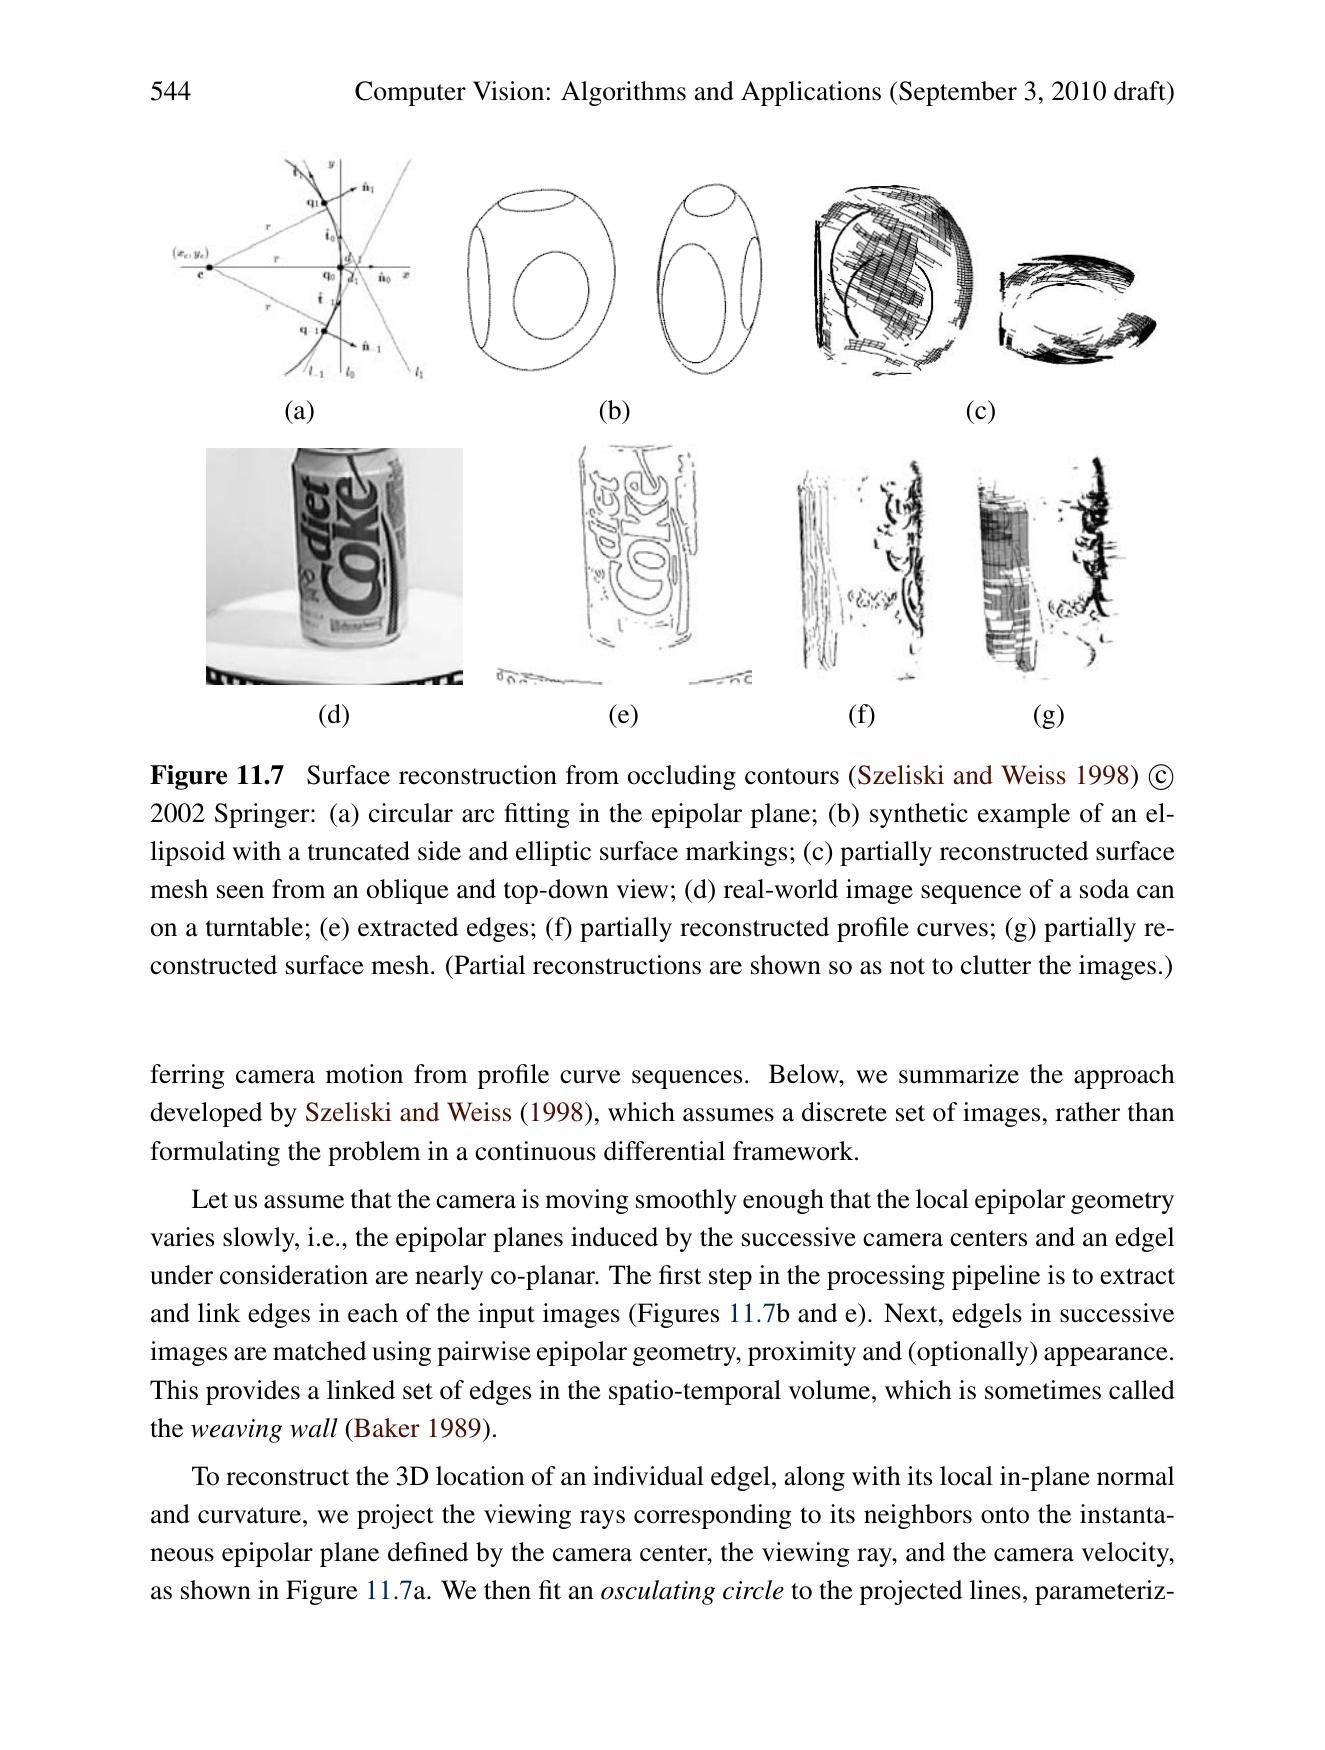 544 Computer Vision: Algorithms and Applications (September 3, 2010 draft)
(a) (b) (c)
diet
Coke
(d) (e) (f) (g)
Figure 11.7 Surface reconstruction from occluding contours (Szeliski and Weiss 1998) ©
2002 Springer: (a) circular arc fitting in the epipolar plane; (b) synthetic example of an el-
lipsoid with a truncated side and elliptic surface markings; (c) partially reconstructed surface
mesh seen from an oblique and top-down view; (d) real-world image sequence of a soda can
on a turntable; (e) extracted edges; (f) partially reconstructed profile curves; (g) partially re-
constructed surface mesh. (Partial reconstructions are shown so as not to clutter the images.)
ferring camera motion from profile curve sequences. Below, we summarize the approach
developed by Szeliski and Weiss (1998), which assumes a discrete set of images, rather than
formulating the problem in a continuous differential framework.
Let us assume that the camera is moving smoothly enough that the local epipolar geometry
varies slowly, i.e., the epipolar planes induced by the successive camera centers and an edgel
under consideration are nearly co-planar. The first step in the processing pipeline is to extract
and link edges in each of the input images (Figures 11.7b and e). Next, edgels in successive
images are matched using pairwise epipolar geometry, proximity and (optionally) appearance.
This provides a linked set of edges in the spatio-temporal volume, which is sometimes called
the weaving wall (Baker 1989).
To reconstruct the 3D location of an individual edgel, along with its local in-plane normal
and curvature, we project the viewing rays corresponding to its neighbors onto the instanta-
neous epipolar plane defined by the camera center, the viewing ray, and the camera velocity,
as shown in Figure 11.7a. We then fit an osculating circle to the projected lines, parameteriz-